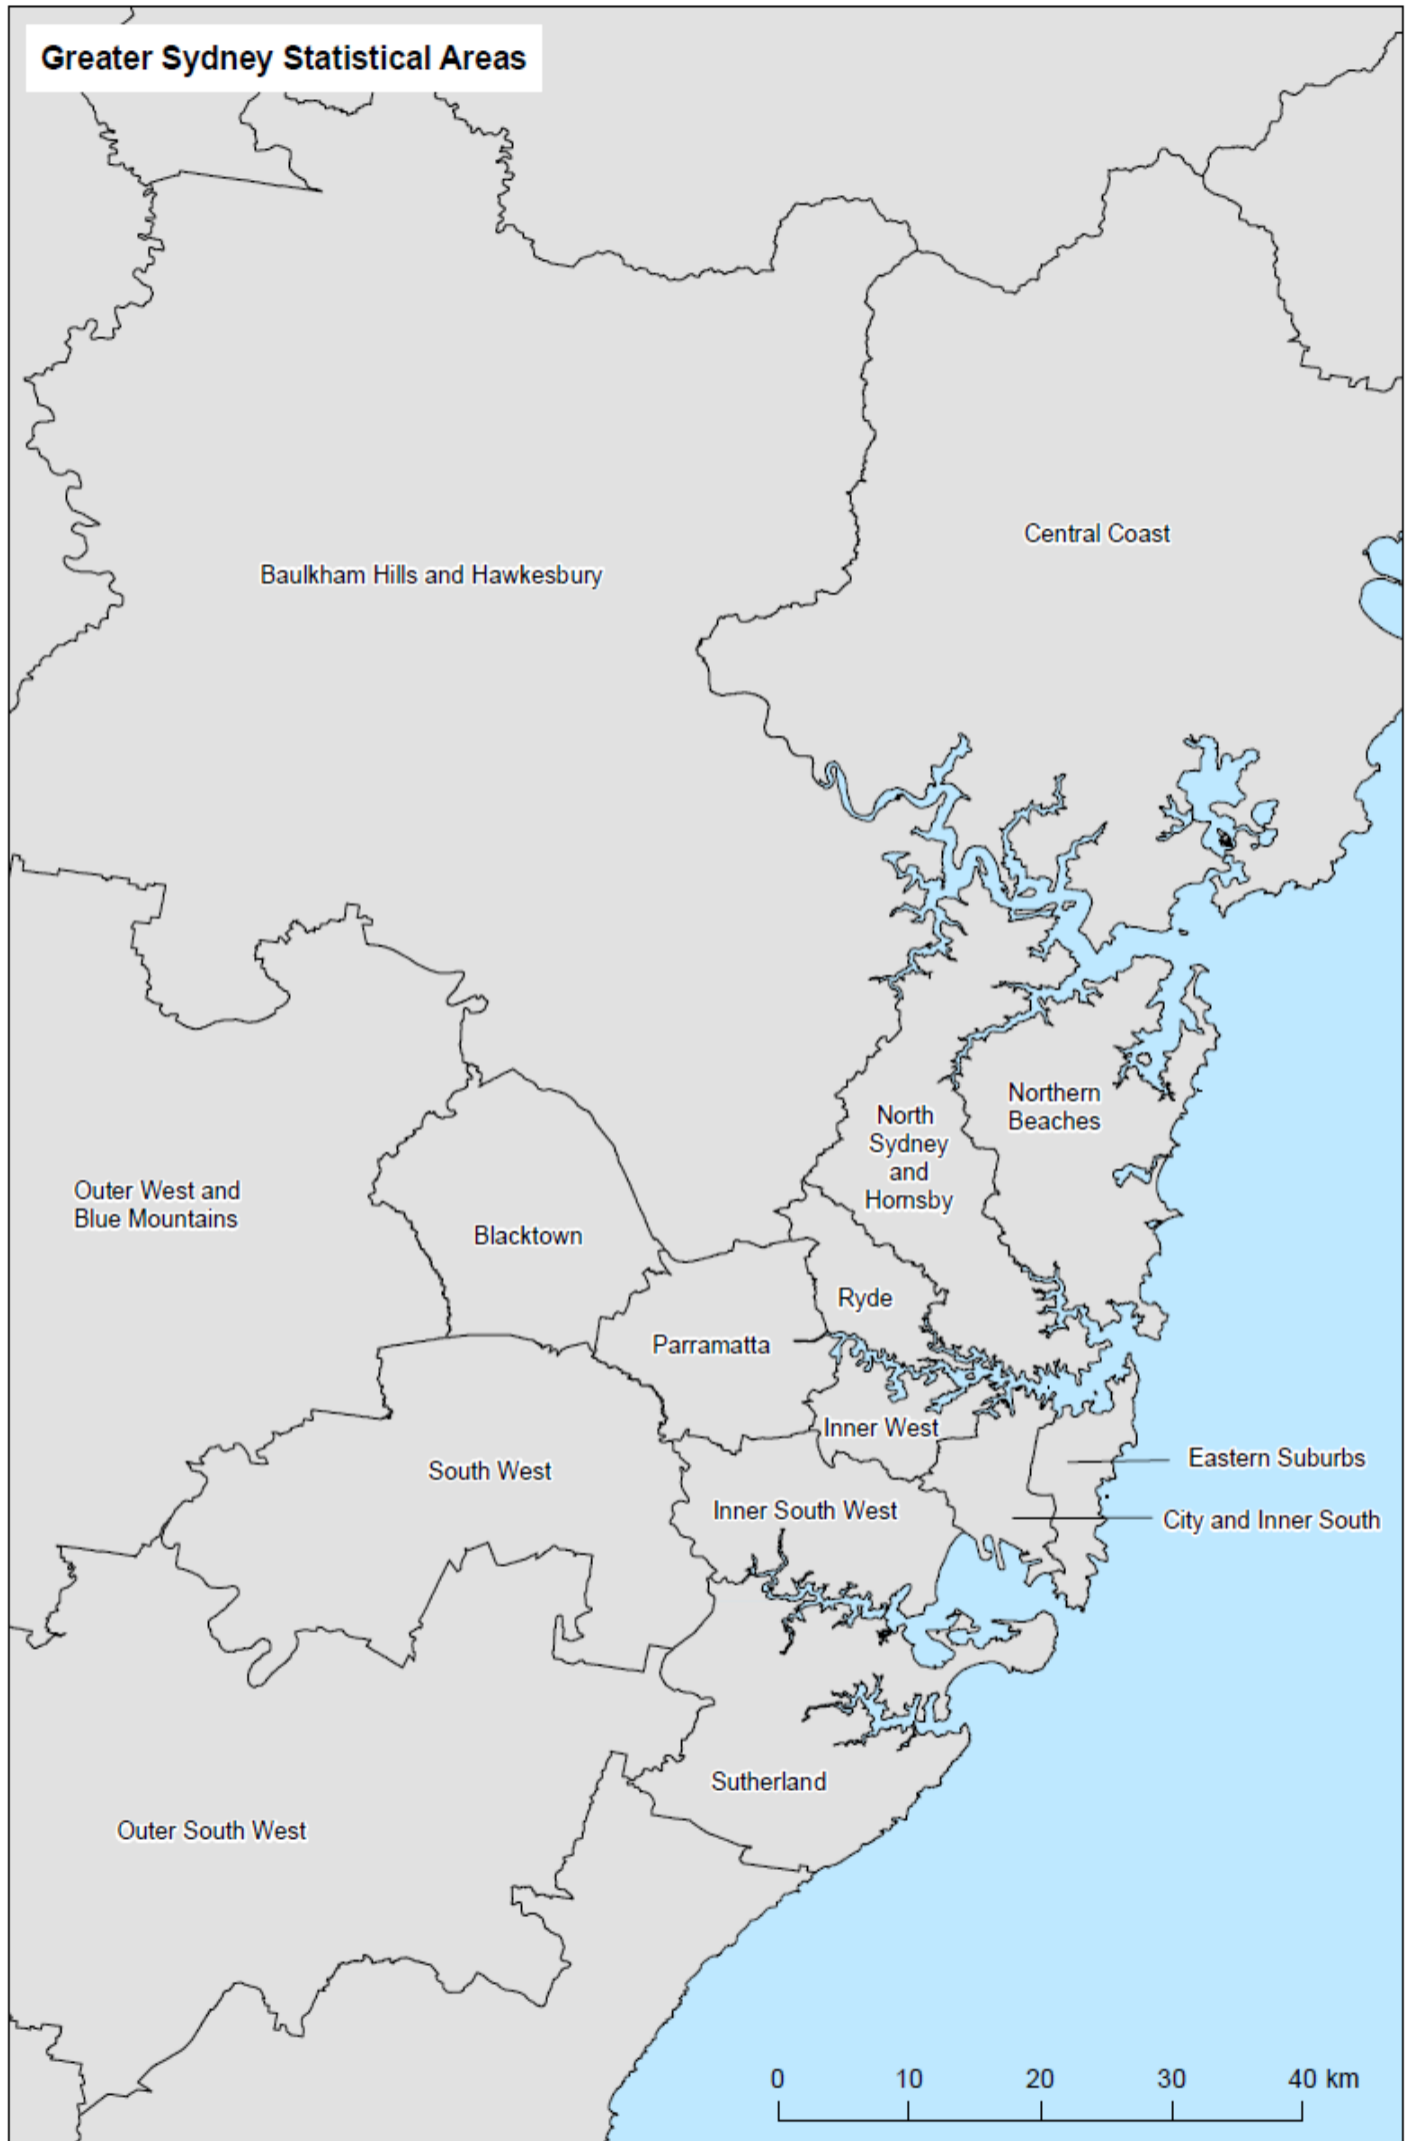 Greater Sydney Statistical Areas
Central Coast
Baulkham Hills and Hawkesbury
Northern
Beaches
North
Sydney
and
Hornsby
Outer West and
Blue Mountains
Blacktown
Ryde
Parramatta
Inner West
Eastern Suburbs
South West
Inner South West
City and Inner South
Sutherland
Outer South West
0 10 20 30 40 km